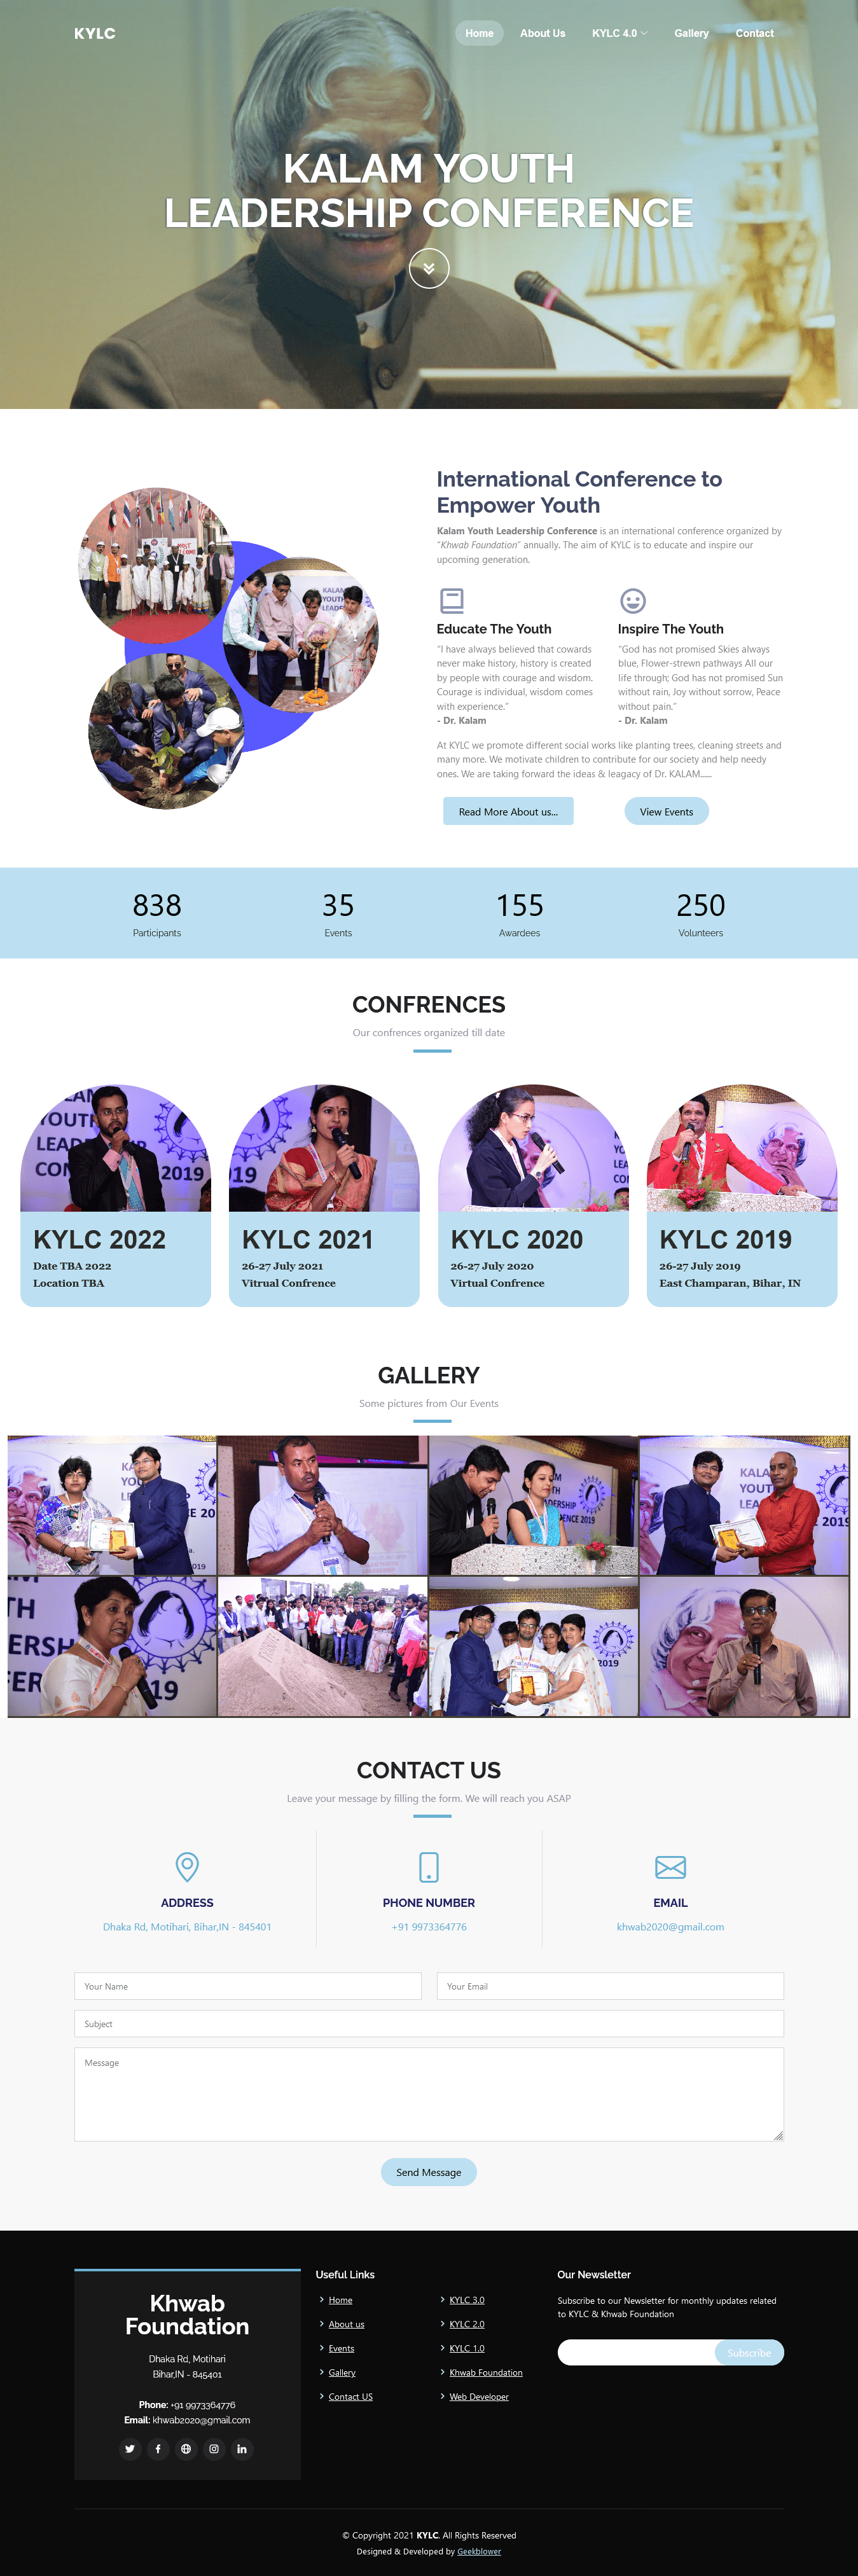 KYLC
Home
About Us
KYLC 4.0
Gallery
Contact
KALAM YOUTH
LEADERSHIP CONFERENCE
International Conference to
Empower Youth
Kalam Youth Leadership Conference is an international conference organized by
"Khwab Foundation" annually. The aim of KYLC is to educate and inspire our
upcoming generation.
Educate The Youth
"I have always believed that cowards
never make history, history is created
by people with courage and wisdom.
Courage is individual, wisdom comes
with experience."
- Dr. Kalam
Inspire The Youth
"God has not promised Skies always
blue, Flower-strewn pathways All our
life through; God has not promised Sun
without rain, Joy without sorrow, Peace
without pain."
- Dr. Kalam
At KYLC we promote different social works like planting trees, cleaning streets and
many more. We motivate children to contribute for our society and help needy
ones. We are taking forward the ideas & leagacy of Dr. KALAM......
Read More About us...
View Events
838
Participants
35
Events
155
Awardees
250
Volunteers
CONFRENCES
Our confrences organized till date
KYLC 2022
Date TBA 2022
Location TBA
KYLC 2021
26-27 July 2021
Vitrual Confrence
KYLC 2020
26-27 July 2020
Virtual Confrence
KYLC 2019
26-27 July 2019
East Champaran, Bihar, IN
GALLERY
Some pictures from Our Events
CONTACT US
Leave your message by filling the form. We will reach you ASAP
ADDRESS
Dhaka Rd, Motihari, Bihar,IN - 845401
PHONE NUMBER
+91 9973364776
EMAIL
khwab2020@gmail.com
Your Name
Your Email
Subject
Message
Send Message
Khwab
Foundation
Dhaka Rd, Motihari
Bihar,IN - 845401
Phone: +91 9973364776
Email: khwab2020@gmail.com
Useful Links
Home
About us
Events
Gallery
Contact US
KYLC 3.0
KYLC 2.0
KYLC 1.0
Khwab Foundation
Web Developer
Our Newsletter
Subscribe to our Newsletter for monthly updates related
to KYLC & Khwab Foundation
Subscribe
© Copyright 2021 KYLC. All Rights Reserved
Designed & Developed by Geekblower